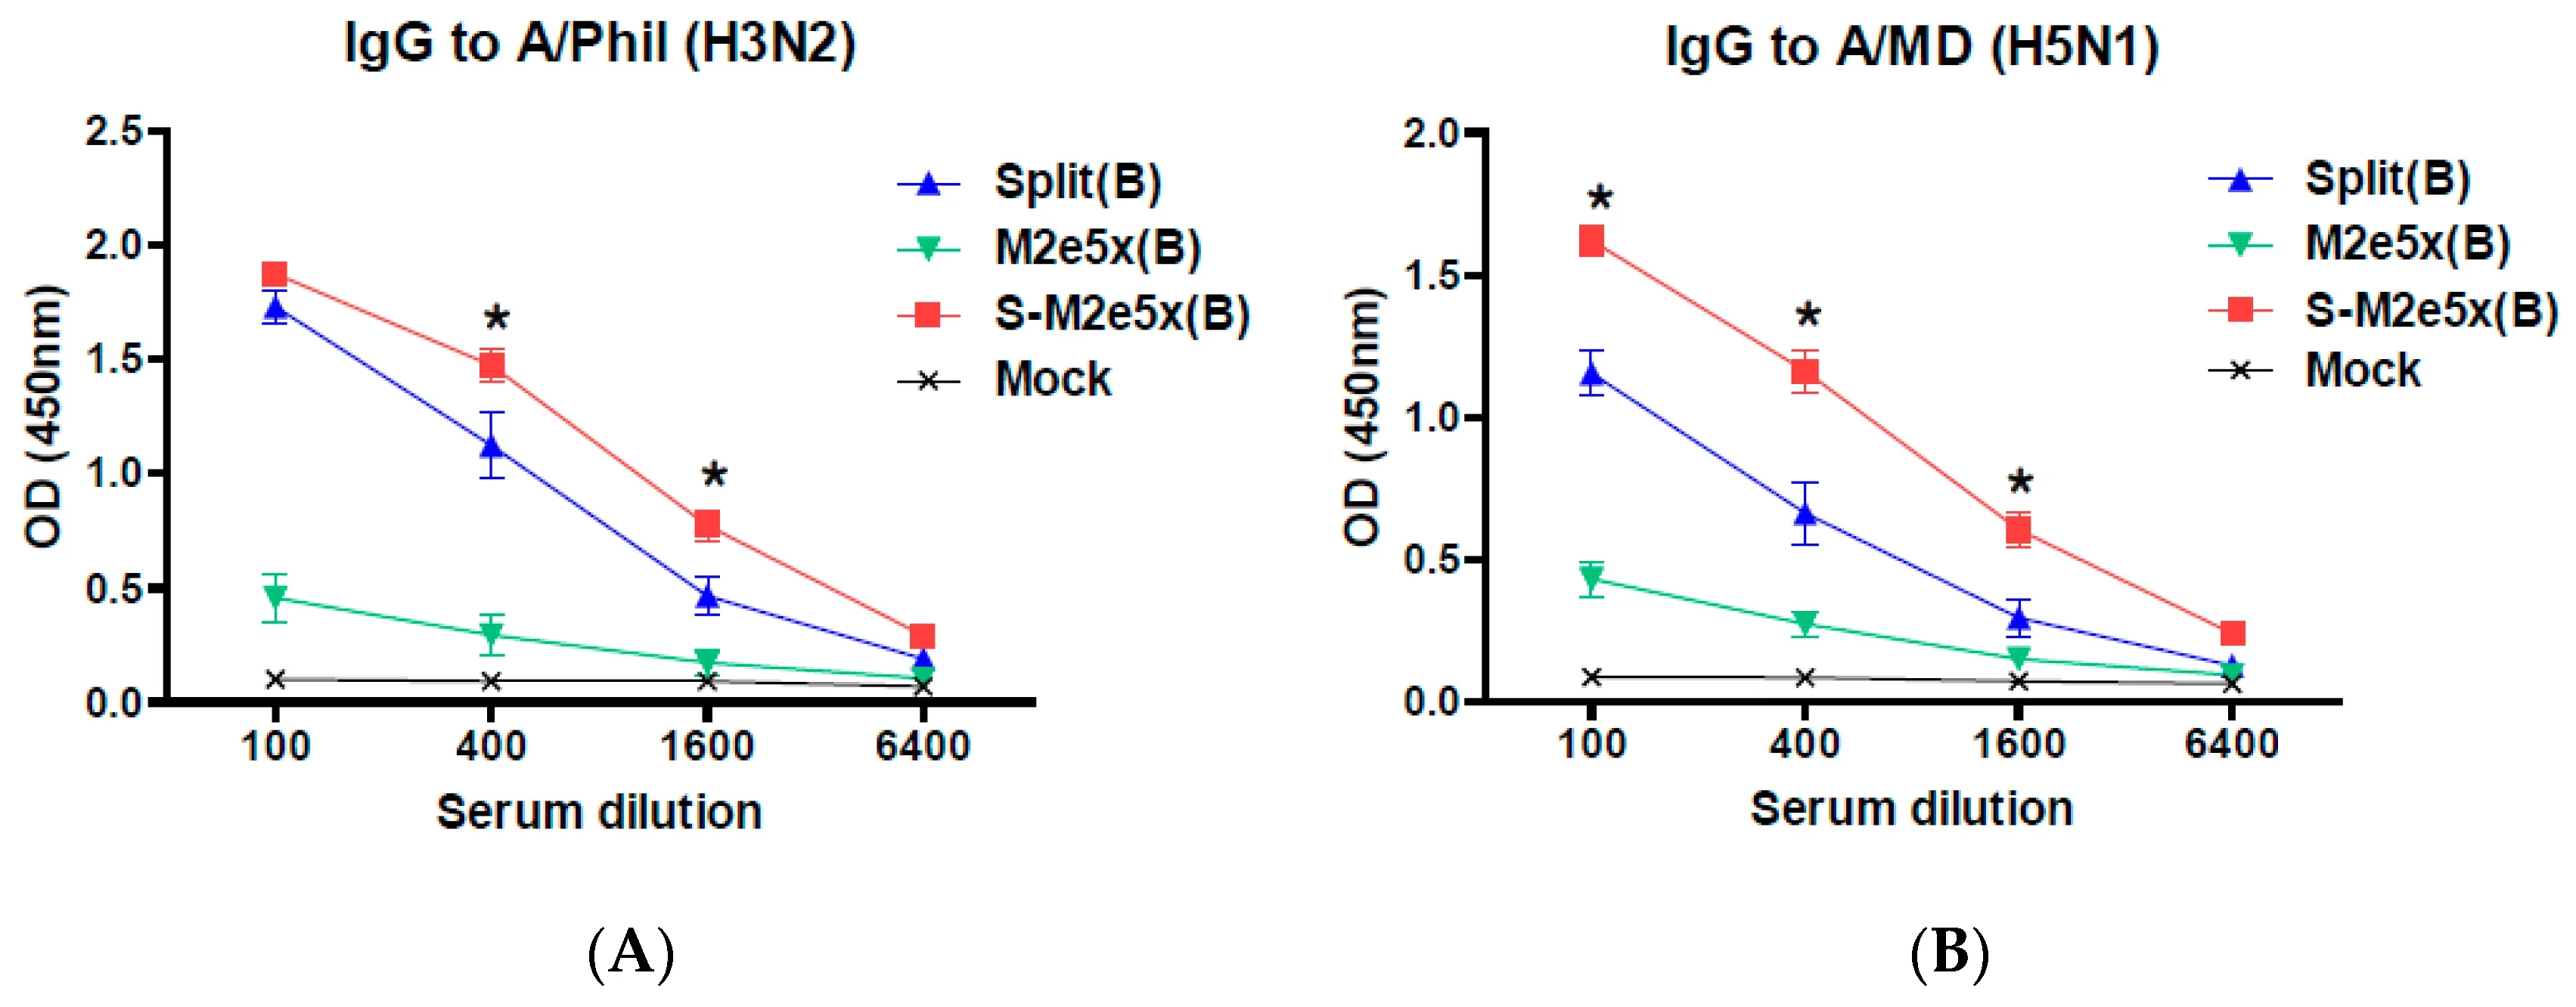 IgG to A/Phil (H3N2)
OD (450nm)
2.5
2.0
1.5
1.0
0.5
0.0
*
*
Split(B)
M2e5x(B)
S-M2e5x(B)
Mock
100 400 1600 6400
Serum dilution
(A)
IgG to A/MD (H5N1)
OD (450nm)
2.0
1.5
1.0
0.5
0.0
*
*
*
Split(B)
M2e5x(B)
S-M2e5x(B)
Mock
100 400 1600 6400
Serum dilution
(B)